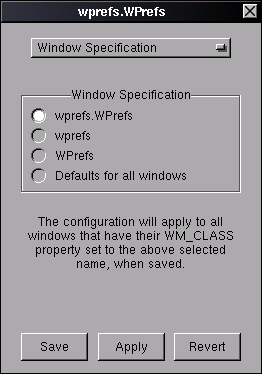 wprefs.WPrefs
Window Specification
Window Specification
wprefs.WPrefs
wprefs
WPrefs
Defaults for all windows
The configuration will apply to all
windows that have their WM_CLASS
property set to the above selected
name, when saved.
Save Apply Revert